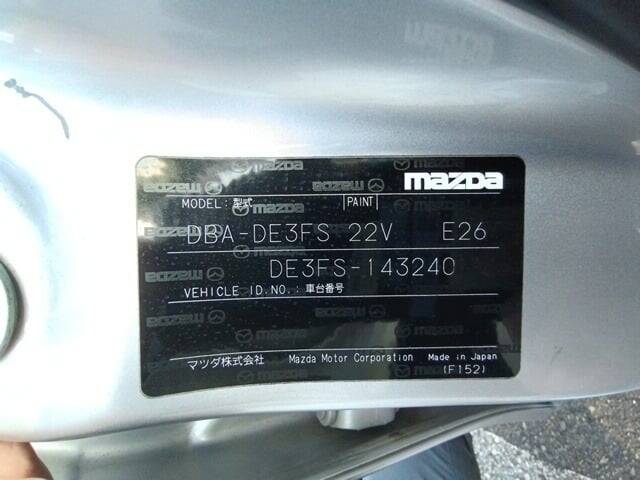 mazda
MODEL：型式 PAINT
DBA-DE3FS 22V E26
DE3FS-143240
VEHICLE ID.NO.：車台番号
マツダ株式会社 Mazda Motor Corporation Made in Japan
(F152)